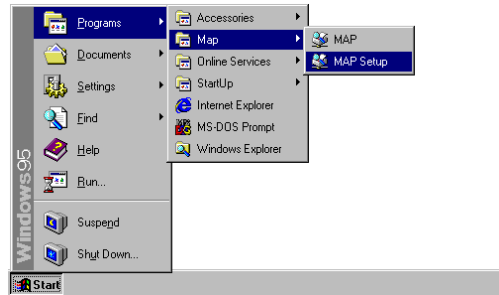 Programs
Documents
Settings
Find
Help
Run...
Suspend
Shut Down...
Windows95
Start
Accessories
Map
Online Services
StartUp
Internet Explorer
MS-DOS Prompt
Windows Explorer
MAP
MAP Setup